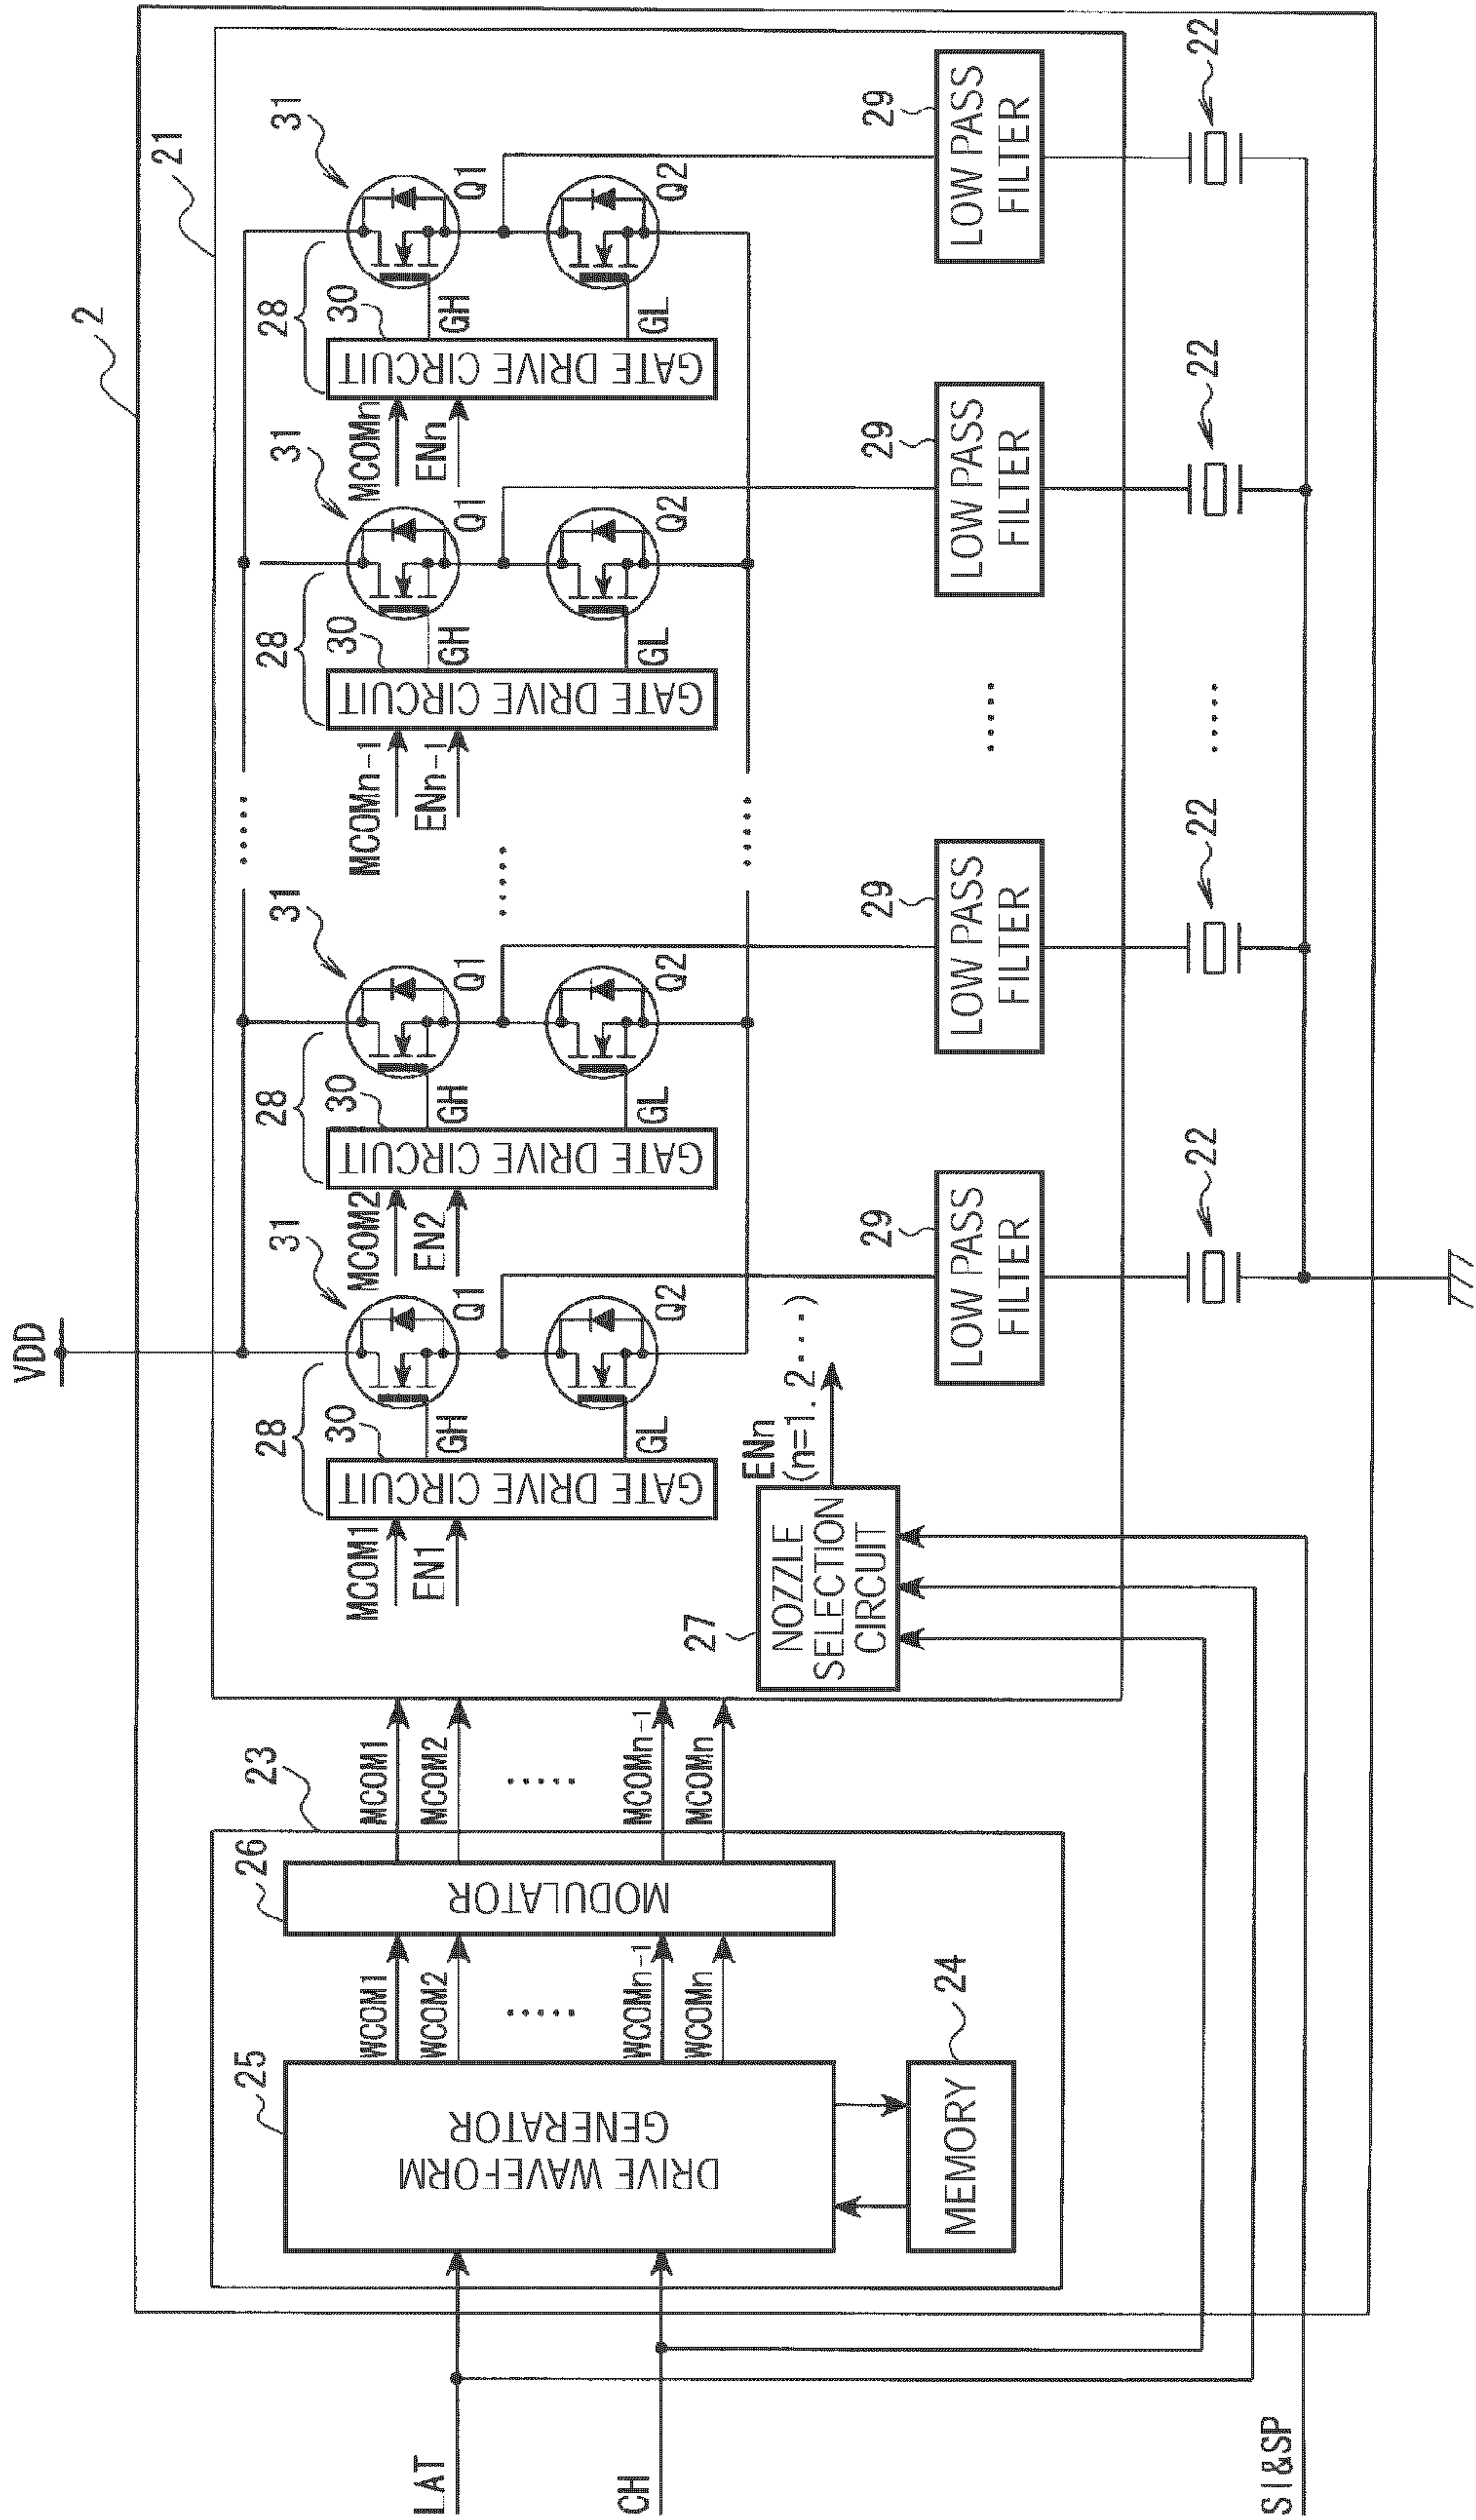 VDD
2
21
LAT
CH
SI&SP
23
25
DRIVE WAVEFORM
GENERATOR
24
MEMORY
WCOM1
WCOM2
.....
WCOMn-1
WCOMn
26
MODULATOR
MCOM1
MCOM2
.....
MCOMn-1
MCOMn
27
NOZZLE
SELECTION
CIRCUIT
ENn
(n=1. 2...)
MCOM1
EN1
28
30
GATE DRIVE CIRCUIT
GH
GL
31
Q1
Q2
29
LOW PASS
FILTER
22
MCOM2
EN2
28
30
GATE DRIVE CIRCUIT
GH
GL
31
Q1
Q2
29
LOW PASS
FILTER
22
.....
.....
.....
.....
.....
MCOMn-1
ENn-1
28
30
GATE DRIVE CIRCUIT
GH
GL
31
Q1
Q2
29
LOW PASS
FILTER
22
MCOMn
ENn
28
30
GATE DRIVE CIRCUIT
GH
GL
31
Q1
Q2
29
LOW PASS
FILTER
22